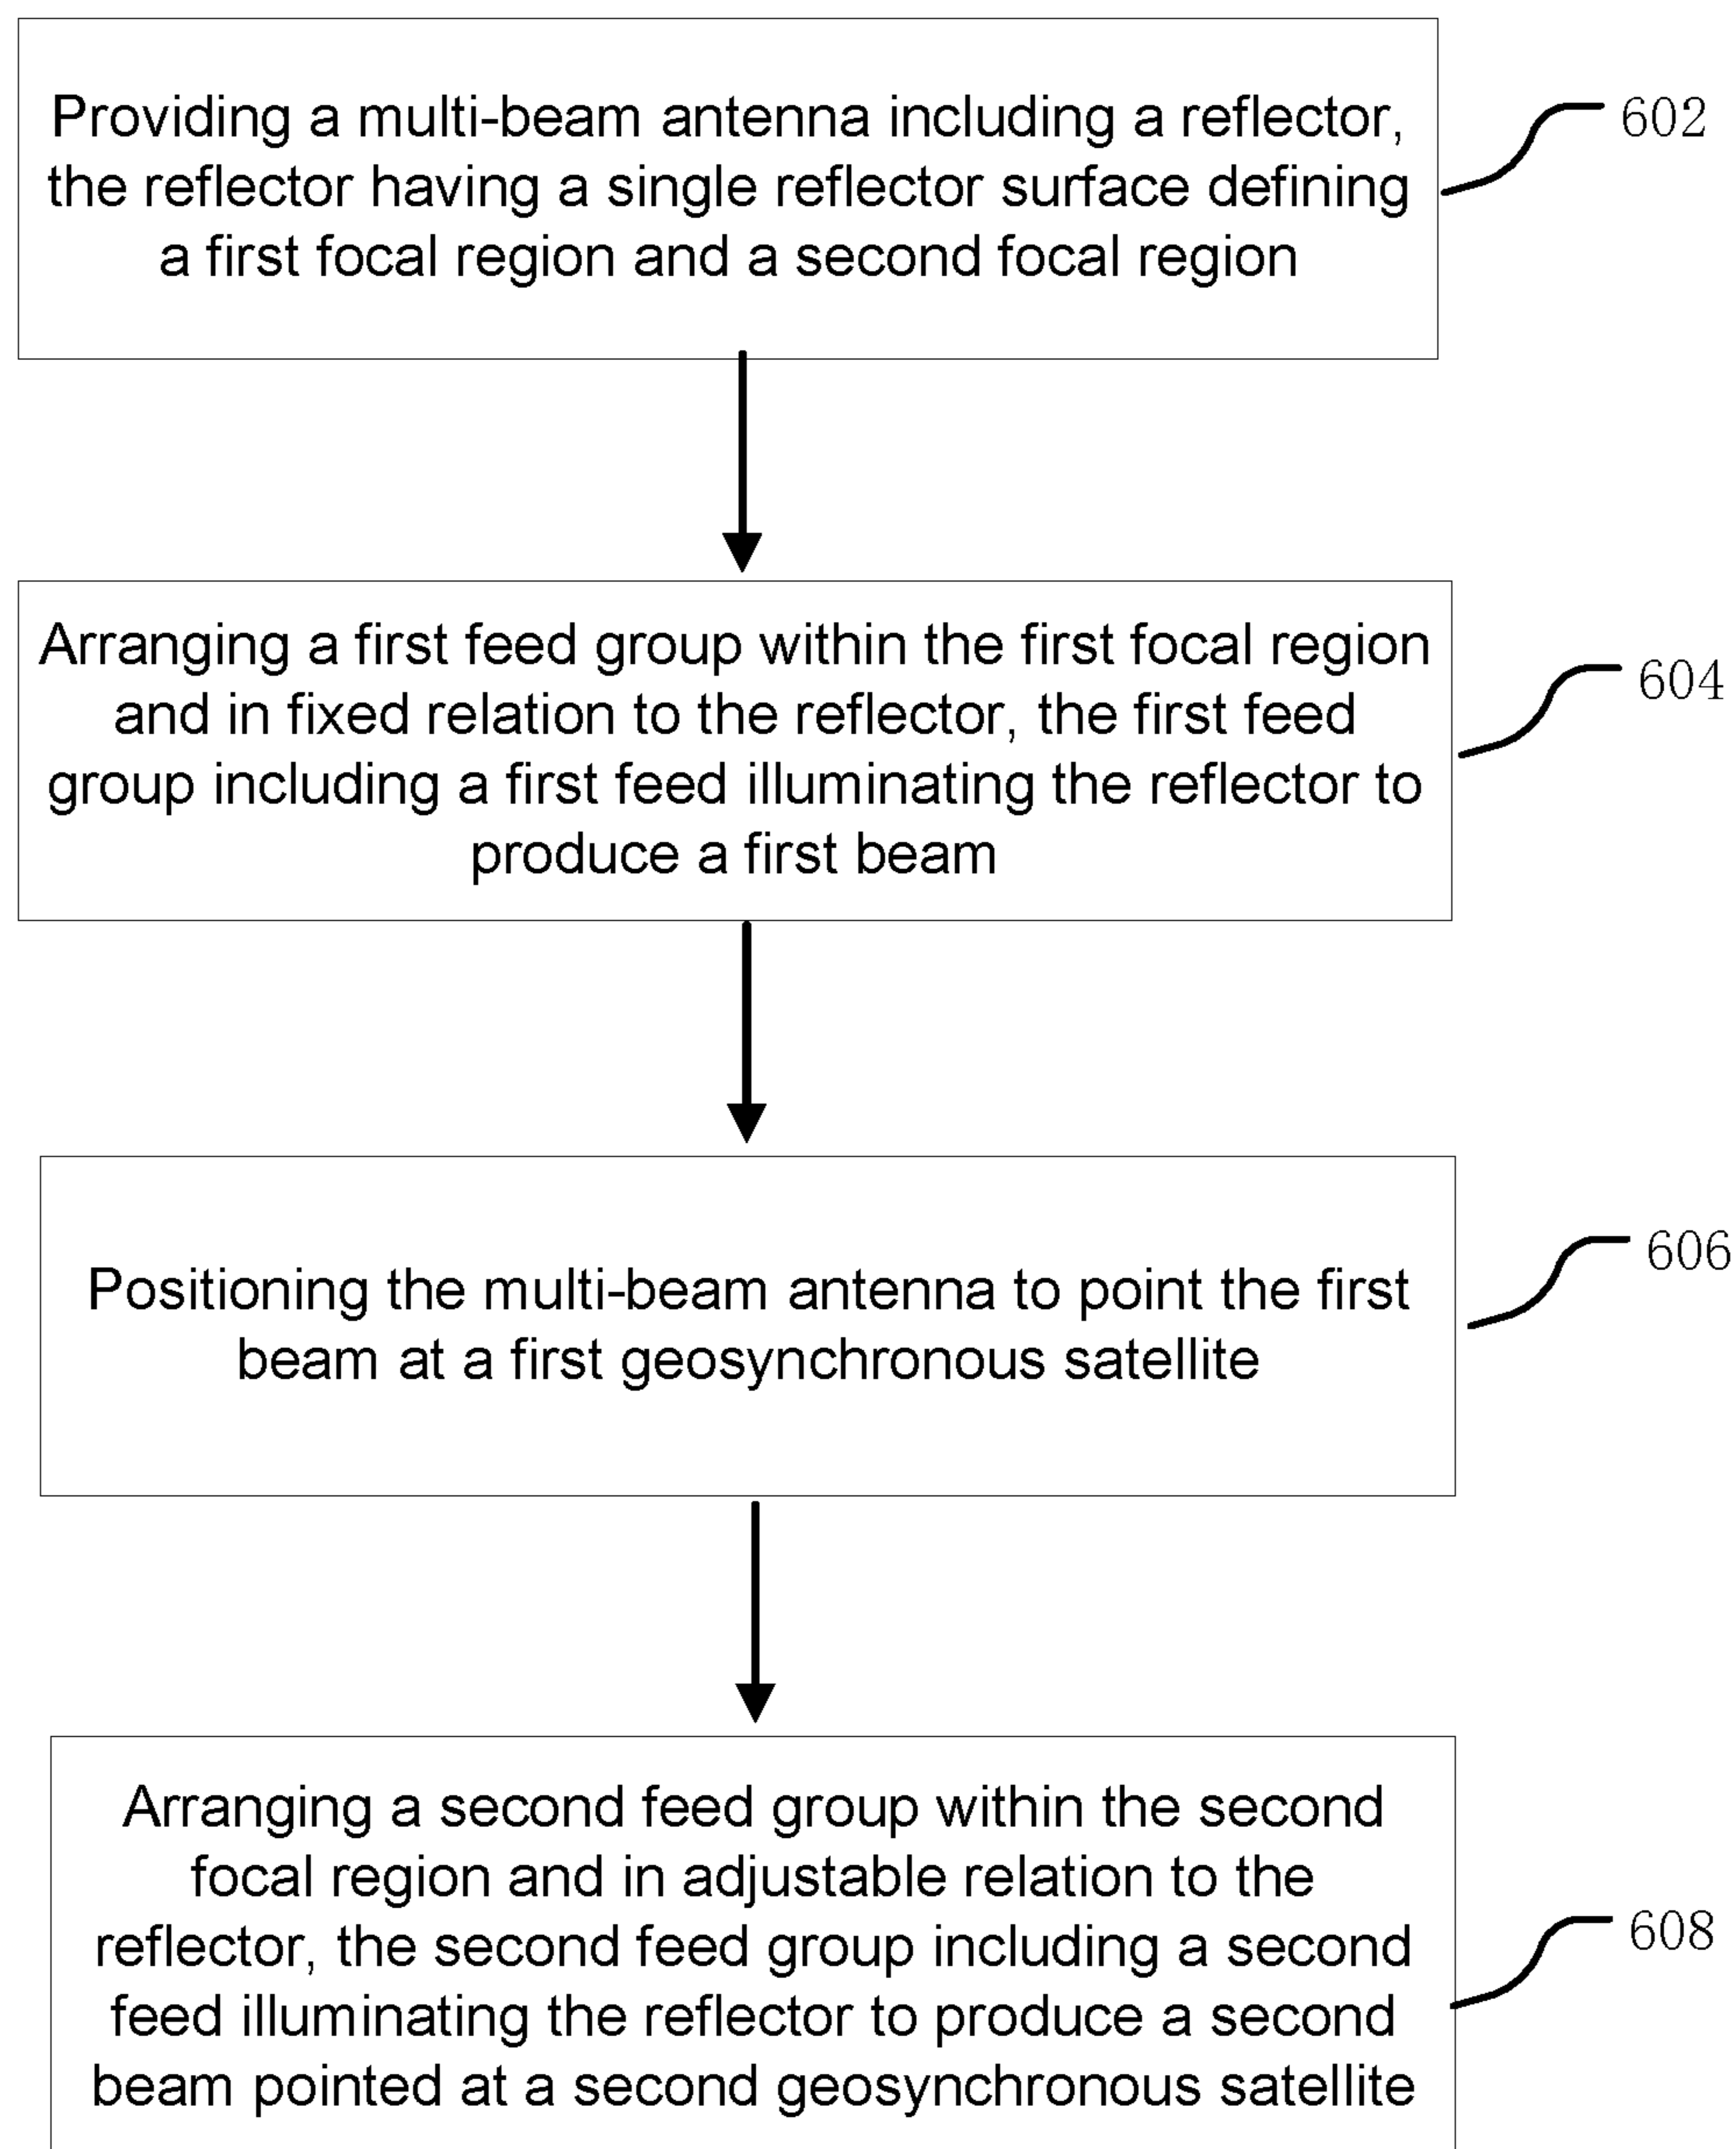 Providing a multi-beam antenna including a reflector,
the reflector having a single reflector surface defining
a first focal region and a second focal region
602
Arranging a first feed group within the first focal region
and in fixed relation to the reflector, the first feed
group including a first feed illuminating the reflector to
produce a first beam
604
Positioning the multi-beam antenna to point the first
beam at a first geosynchronous satellite
606
Arranging a second feed group within the second
focal region and in adjustable relation to the
reflector, the second feed group including a second
feed illuminating the reflector to produce a second
beam pointed at a second geosynchronous satellite
608